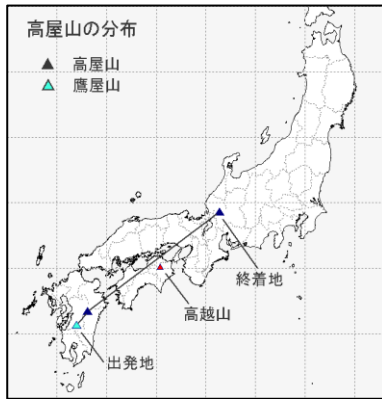 高屋山の分布
▲ 高屋山
▲ 鷹屋山
終着地
高越山
出発地